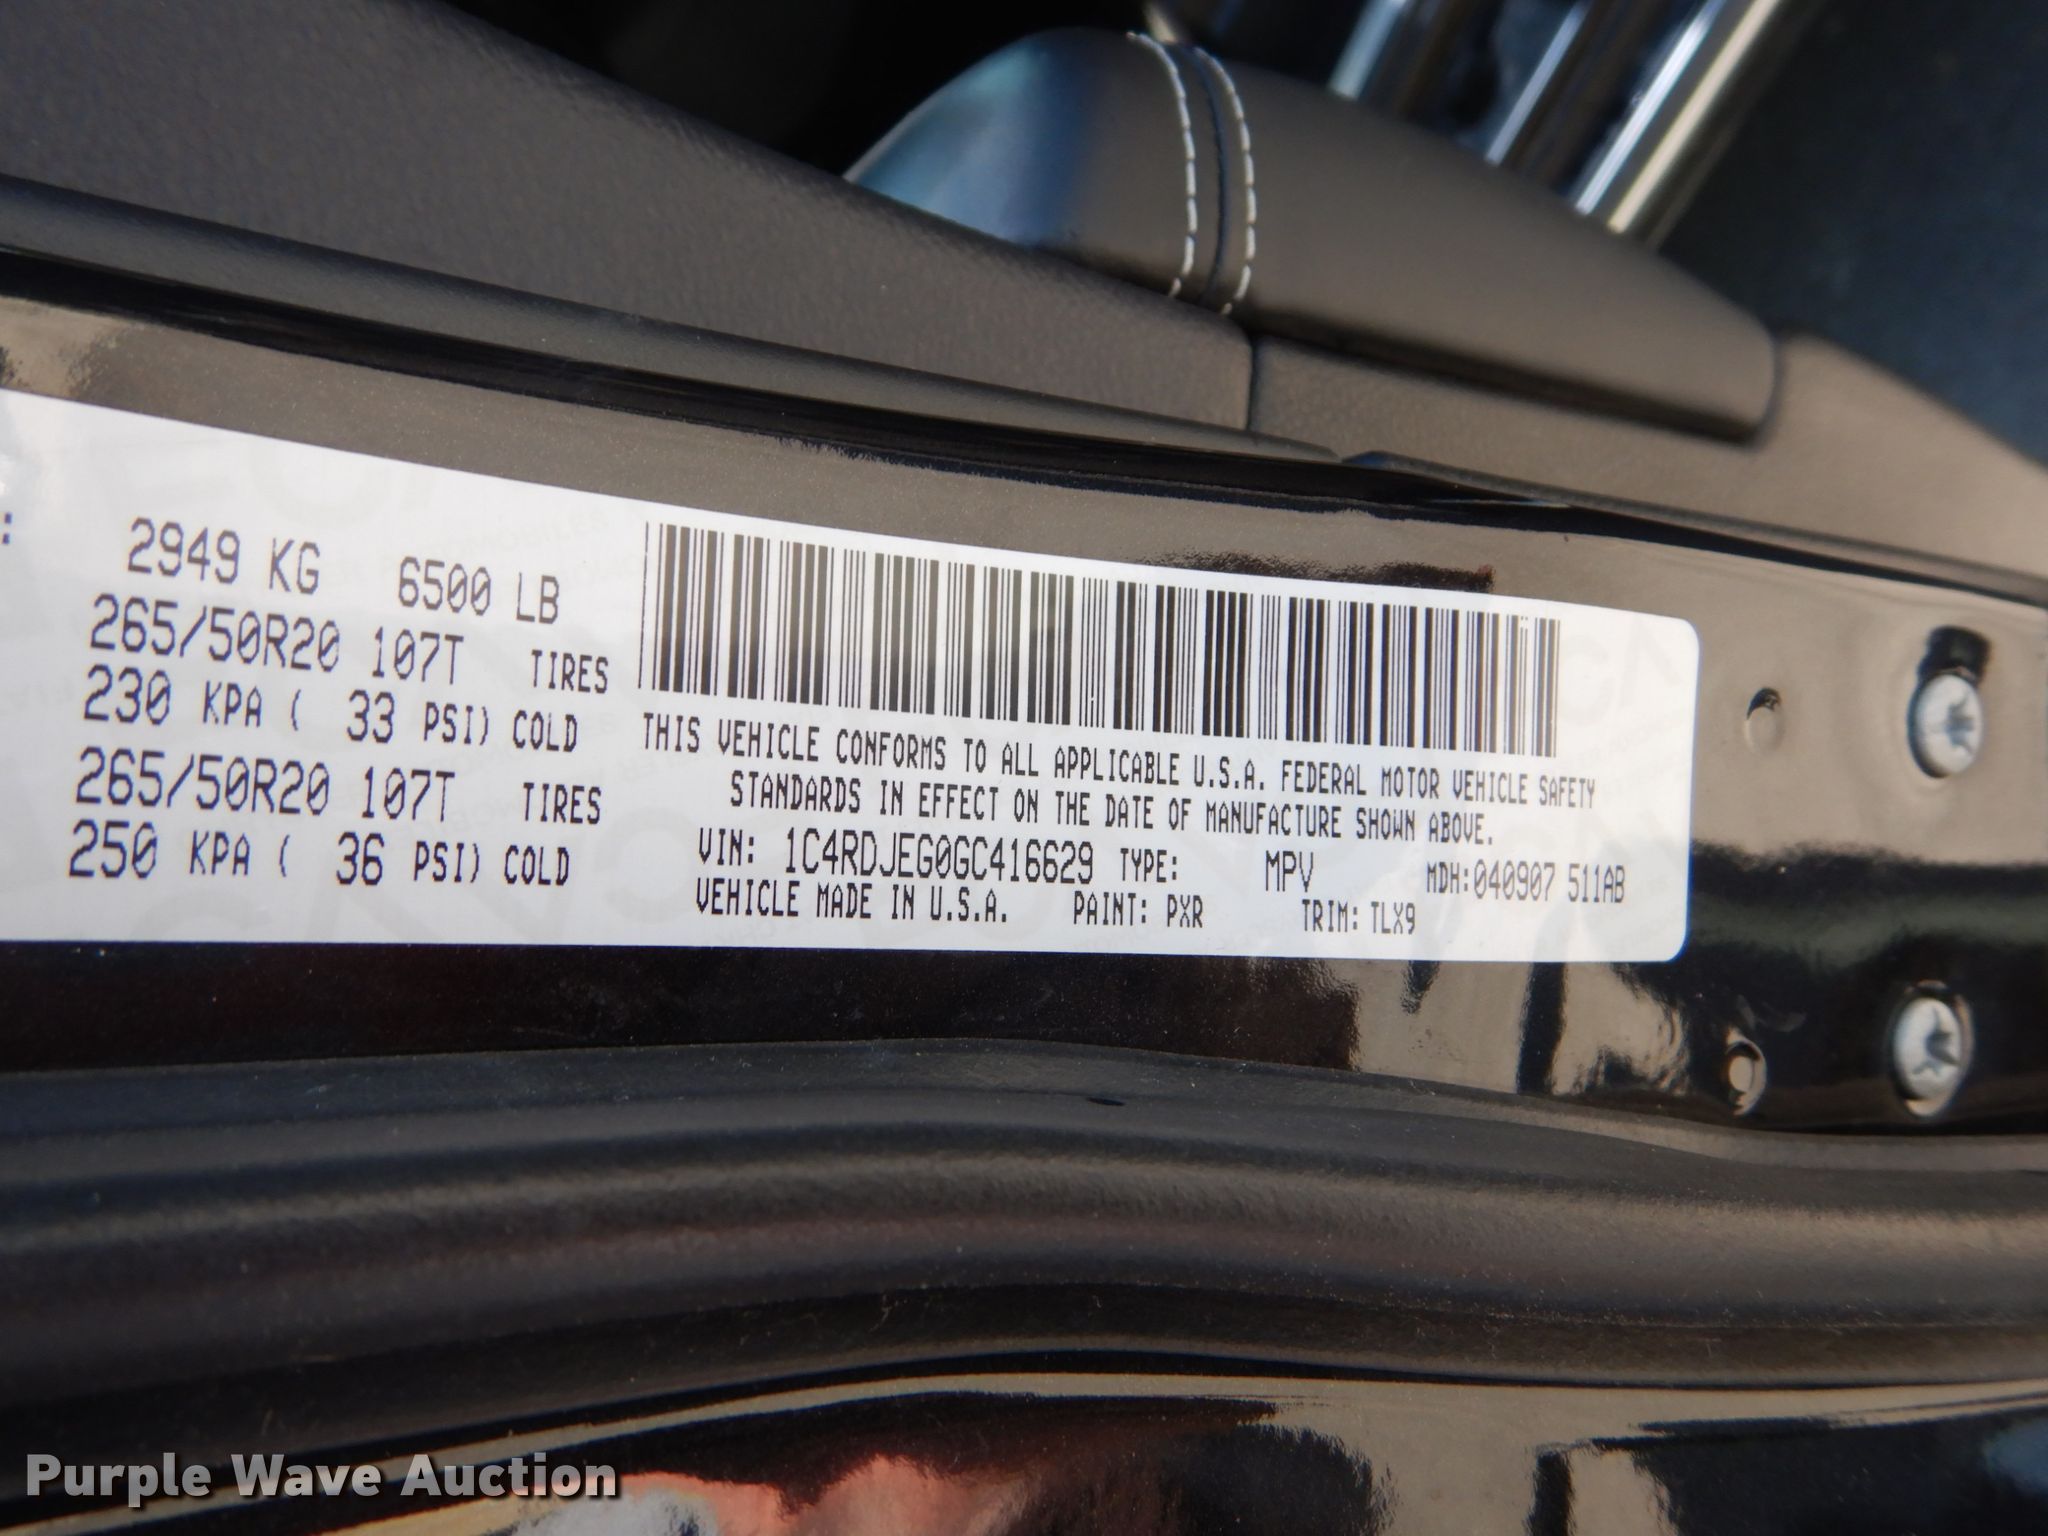 :
2949 KG 6500 LB
265/50R20 107T TIRES
230 KPA ( 33 PSI) COLD
265/50R20 107T TIRES
250 KPA ( 36 PSI) COLD
THIS VEHICLE CONFORMS TO ALL APPLICABLE U.S.A. FEDERAL MOTOR VEHICLE SAFETY
STANDARDS IN EFFECT ON THE DATE OF MANUFACTURE SHOWN ABOVE.
VIN: 1C4RDJEG0GC416629 TYPE: MPV MDH:040907 511AB
VEHICLE MADE IN U.S.A. PAINT: PXR TRIM: TLX9
Purple Wave Auction